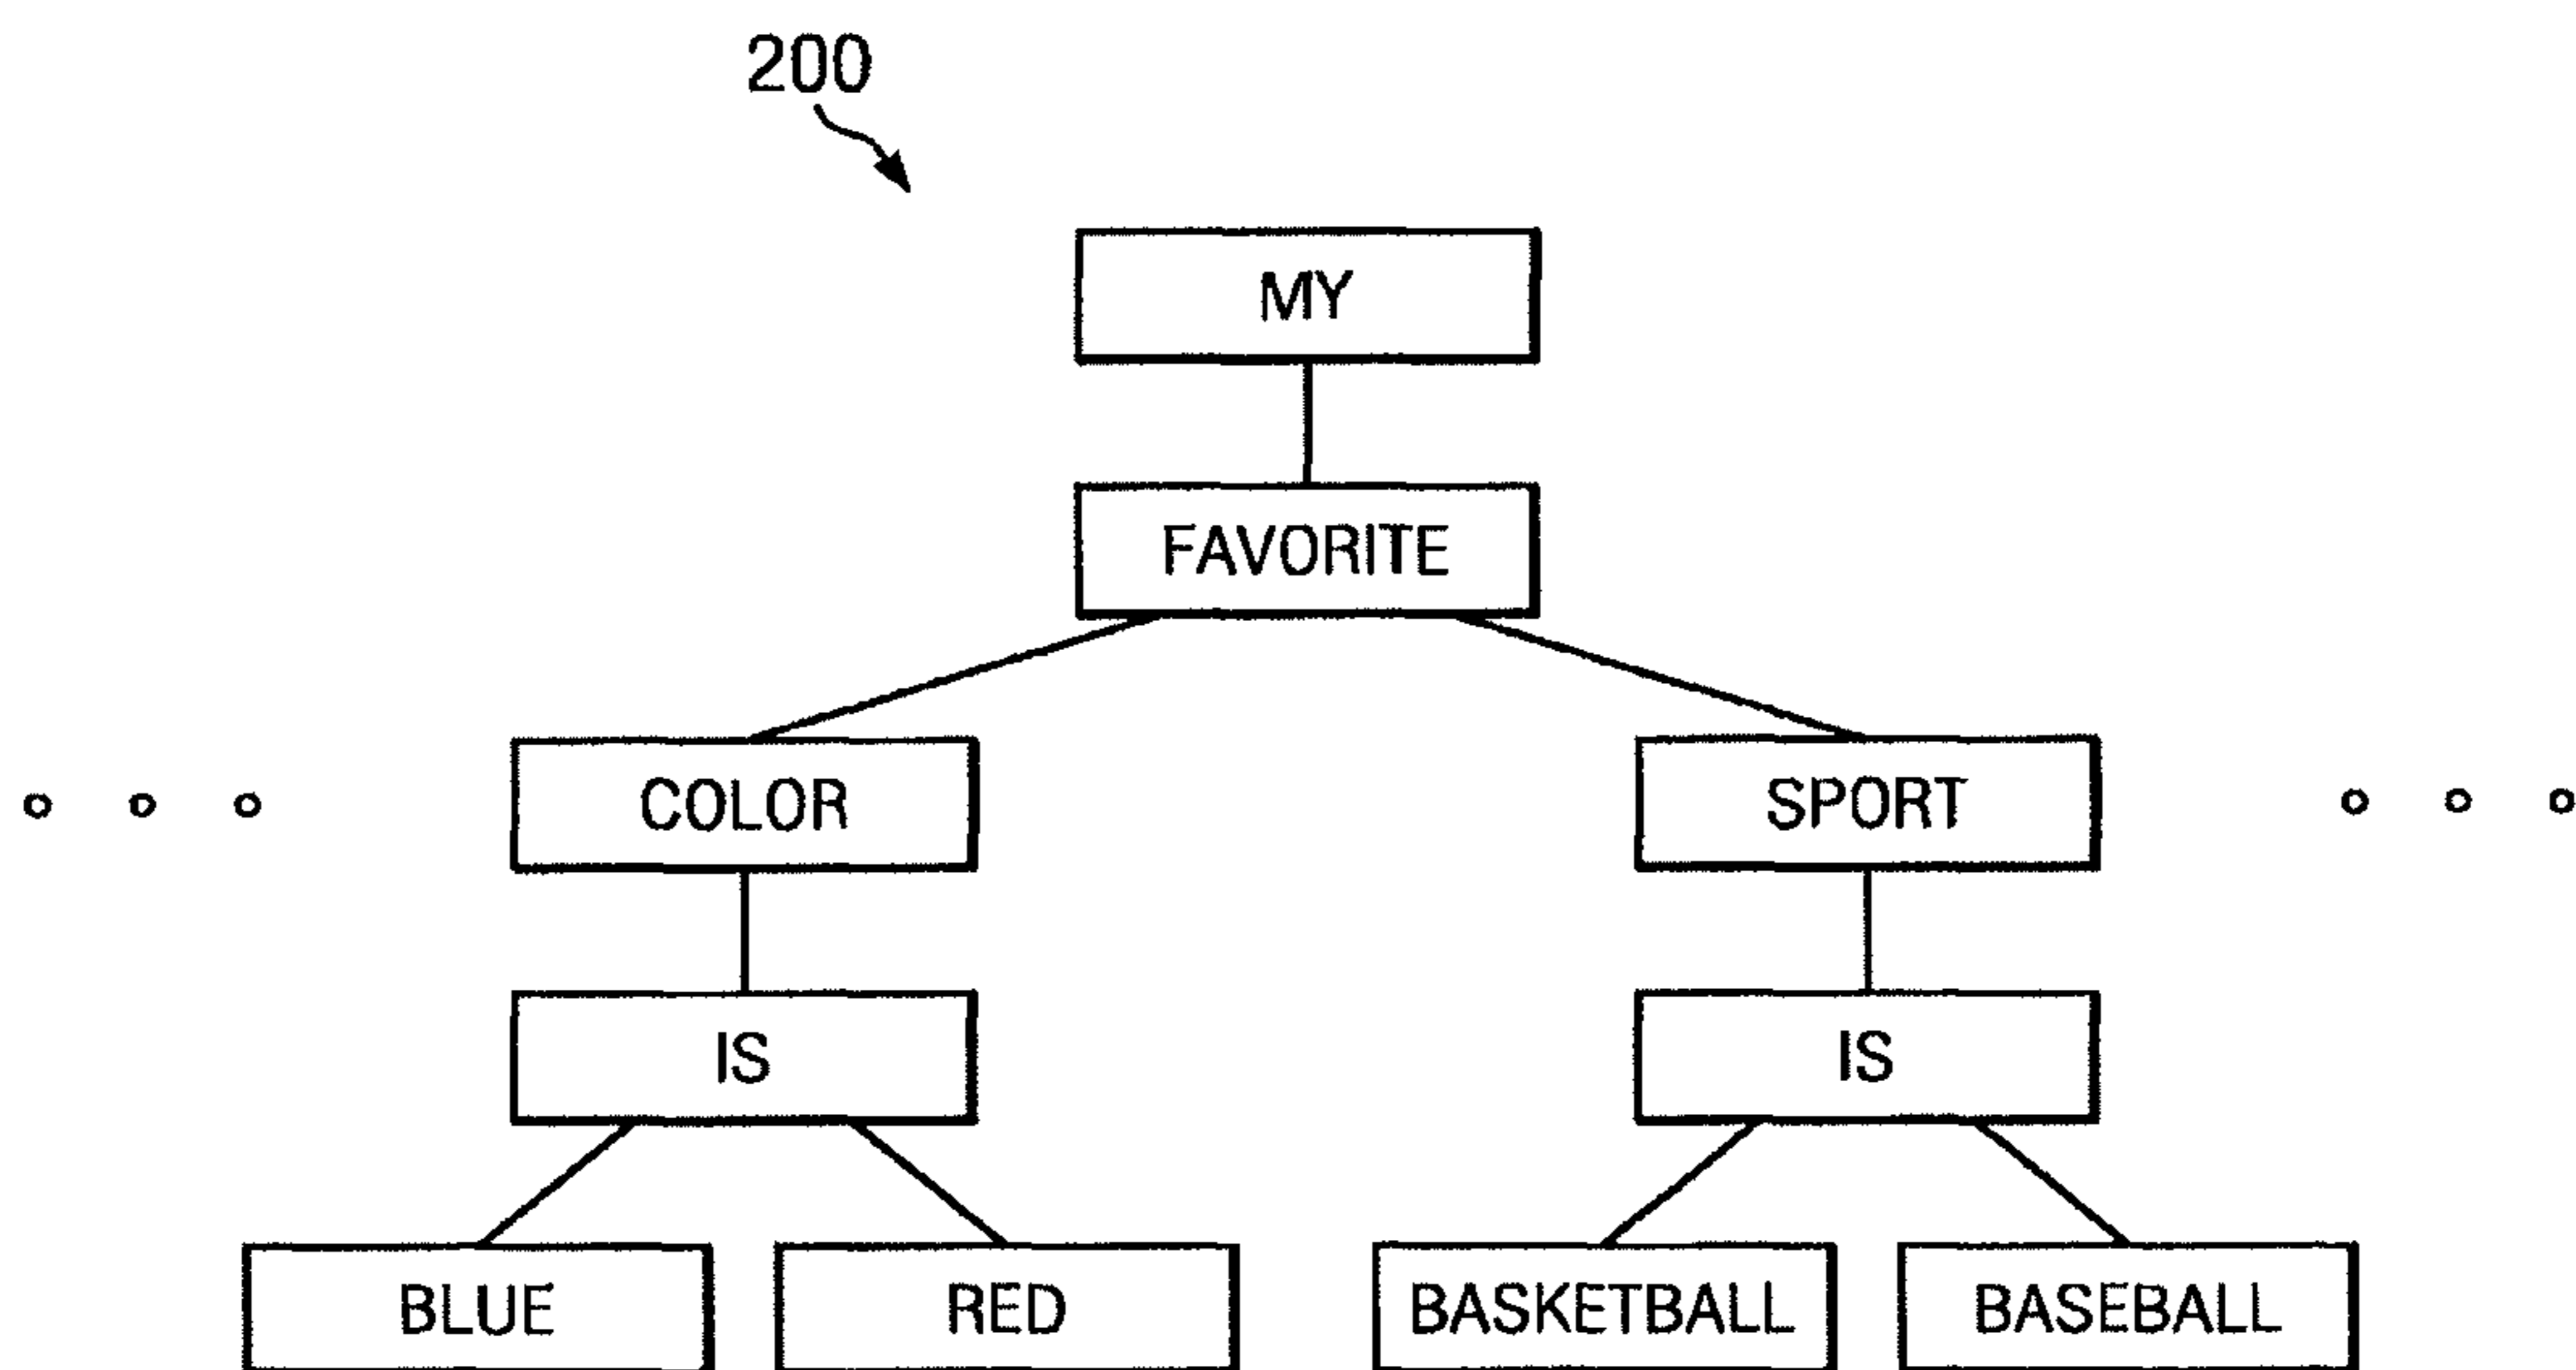 200
MY
FAVORITE
COLOR SPORT
IS IS
BLUE RED BASKETBALL BASEBALL